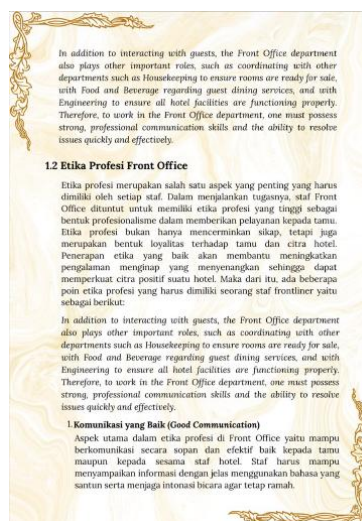 In addition to interacting with guests, the Front Office department
also plays other important roles, such as coordinating with other
departments such as Housekeeping to ensure rooms are ready for sale,
with Food and Beverage regarding guest dining services, and with
Engineering to ensure all hotel facilities are functioning properly.
Therefore, to work in the Front Office department, one must possess
strong, professional communication skills and the ability to resolve
issues quickly and effectively.
1.2 Etika Profesi Front Office
Etika profesi merupakan salah satu aspek yang penting yang harus
dimiliki oleh setiap staf. Dalam menjalankan tugasnya, staf Front
Office dituntut untuk memiliki etika profesi yang tinggi sebagai
bentuk profesionalisme dalam memberikan pelayanan kepada tamu.
Etika profesi bukan hanya mencerminkan sikap, tetapi juga
merupakan bentuk loyalitas terhadap tamu dan citra hotel.
Penerapan etika yang baik akan membantu meningkatkan
pengalaman menginap yang menyenangkan sehingga dapat
memperkuat citra positif suatu hotel. Maka dari itu, ada beberapa
poin etika profesi yang harus dimiliki seorang staf frontliner yaitu
sebagai berikut:
In addition to interacting with guests, the Front Office department
also plays other important roles, such as coordinating with other
departments such as Housekeeping to ensure rooms are ready for sale,
with Food and Beverage regarding guest dining services, and with
Engineering to ensure all hotel facilities are functioning properly.
Therefore, to work in the Front Office department, one must possess
strong, professional communication skills and the ability to resolve
issues quickly and effectively.
1. Komunikasi yang Baik (Good Communication)
Aspek utama dalam etika profesi di Front Office yaitu mampu
berkomunikasi secara sopan dan efektif baik kepada tamu
maupun kepada sesama staf hotel. Staf harus mampu
menyampaikan informasi dengan jelas menggunakan bahasa yang
santun serta menjaga intonasi bicara agar tetap ramah.